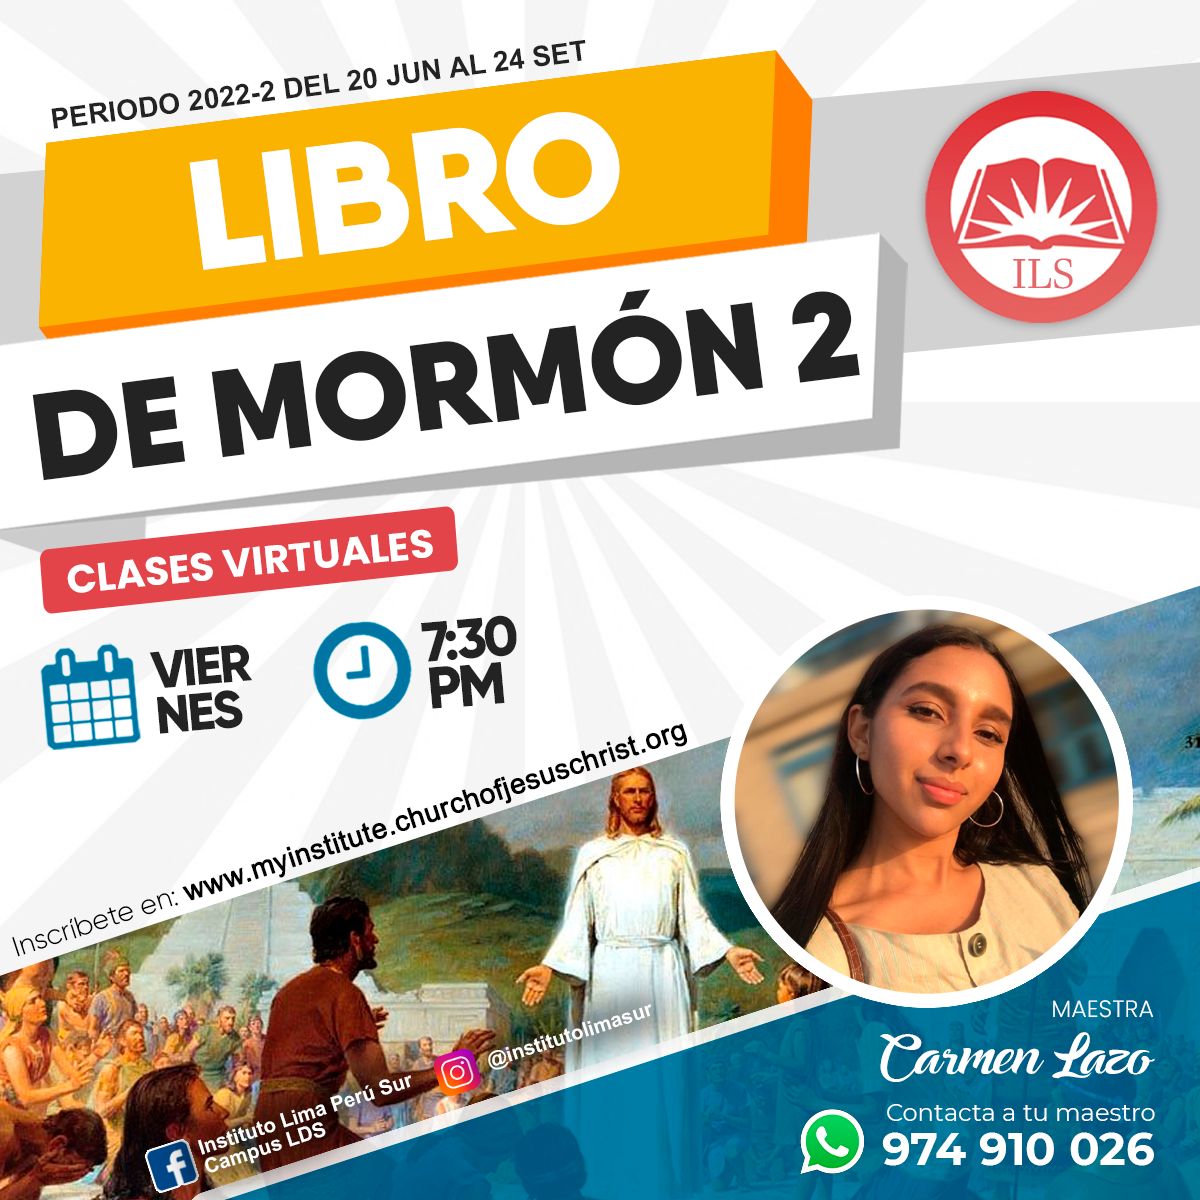 PERIODO 2022-2 DEL 20 JUN AL 24 SET
LIBRO
DE MORMÓN 2
ILS
CLASES VIRTUALES
VIER
NES
7:30
PM
Inscríbete en: www.myinstitute.churchofjesuschrist.org
@institutolimasur
Instituto Lima Perú Sur
Campus LDS
MAESTRA
Carmen Lazo
Contacta a tu maestro
974 910 026